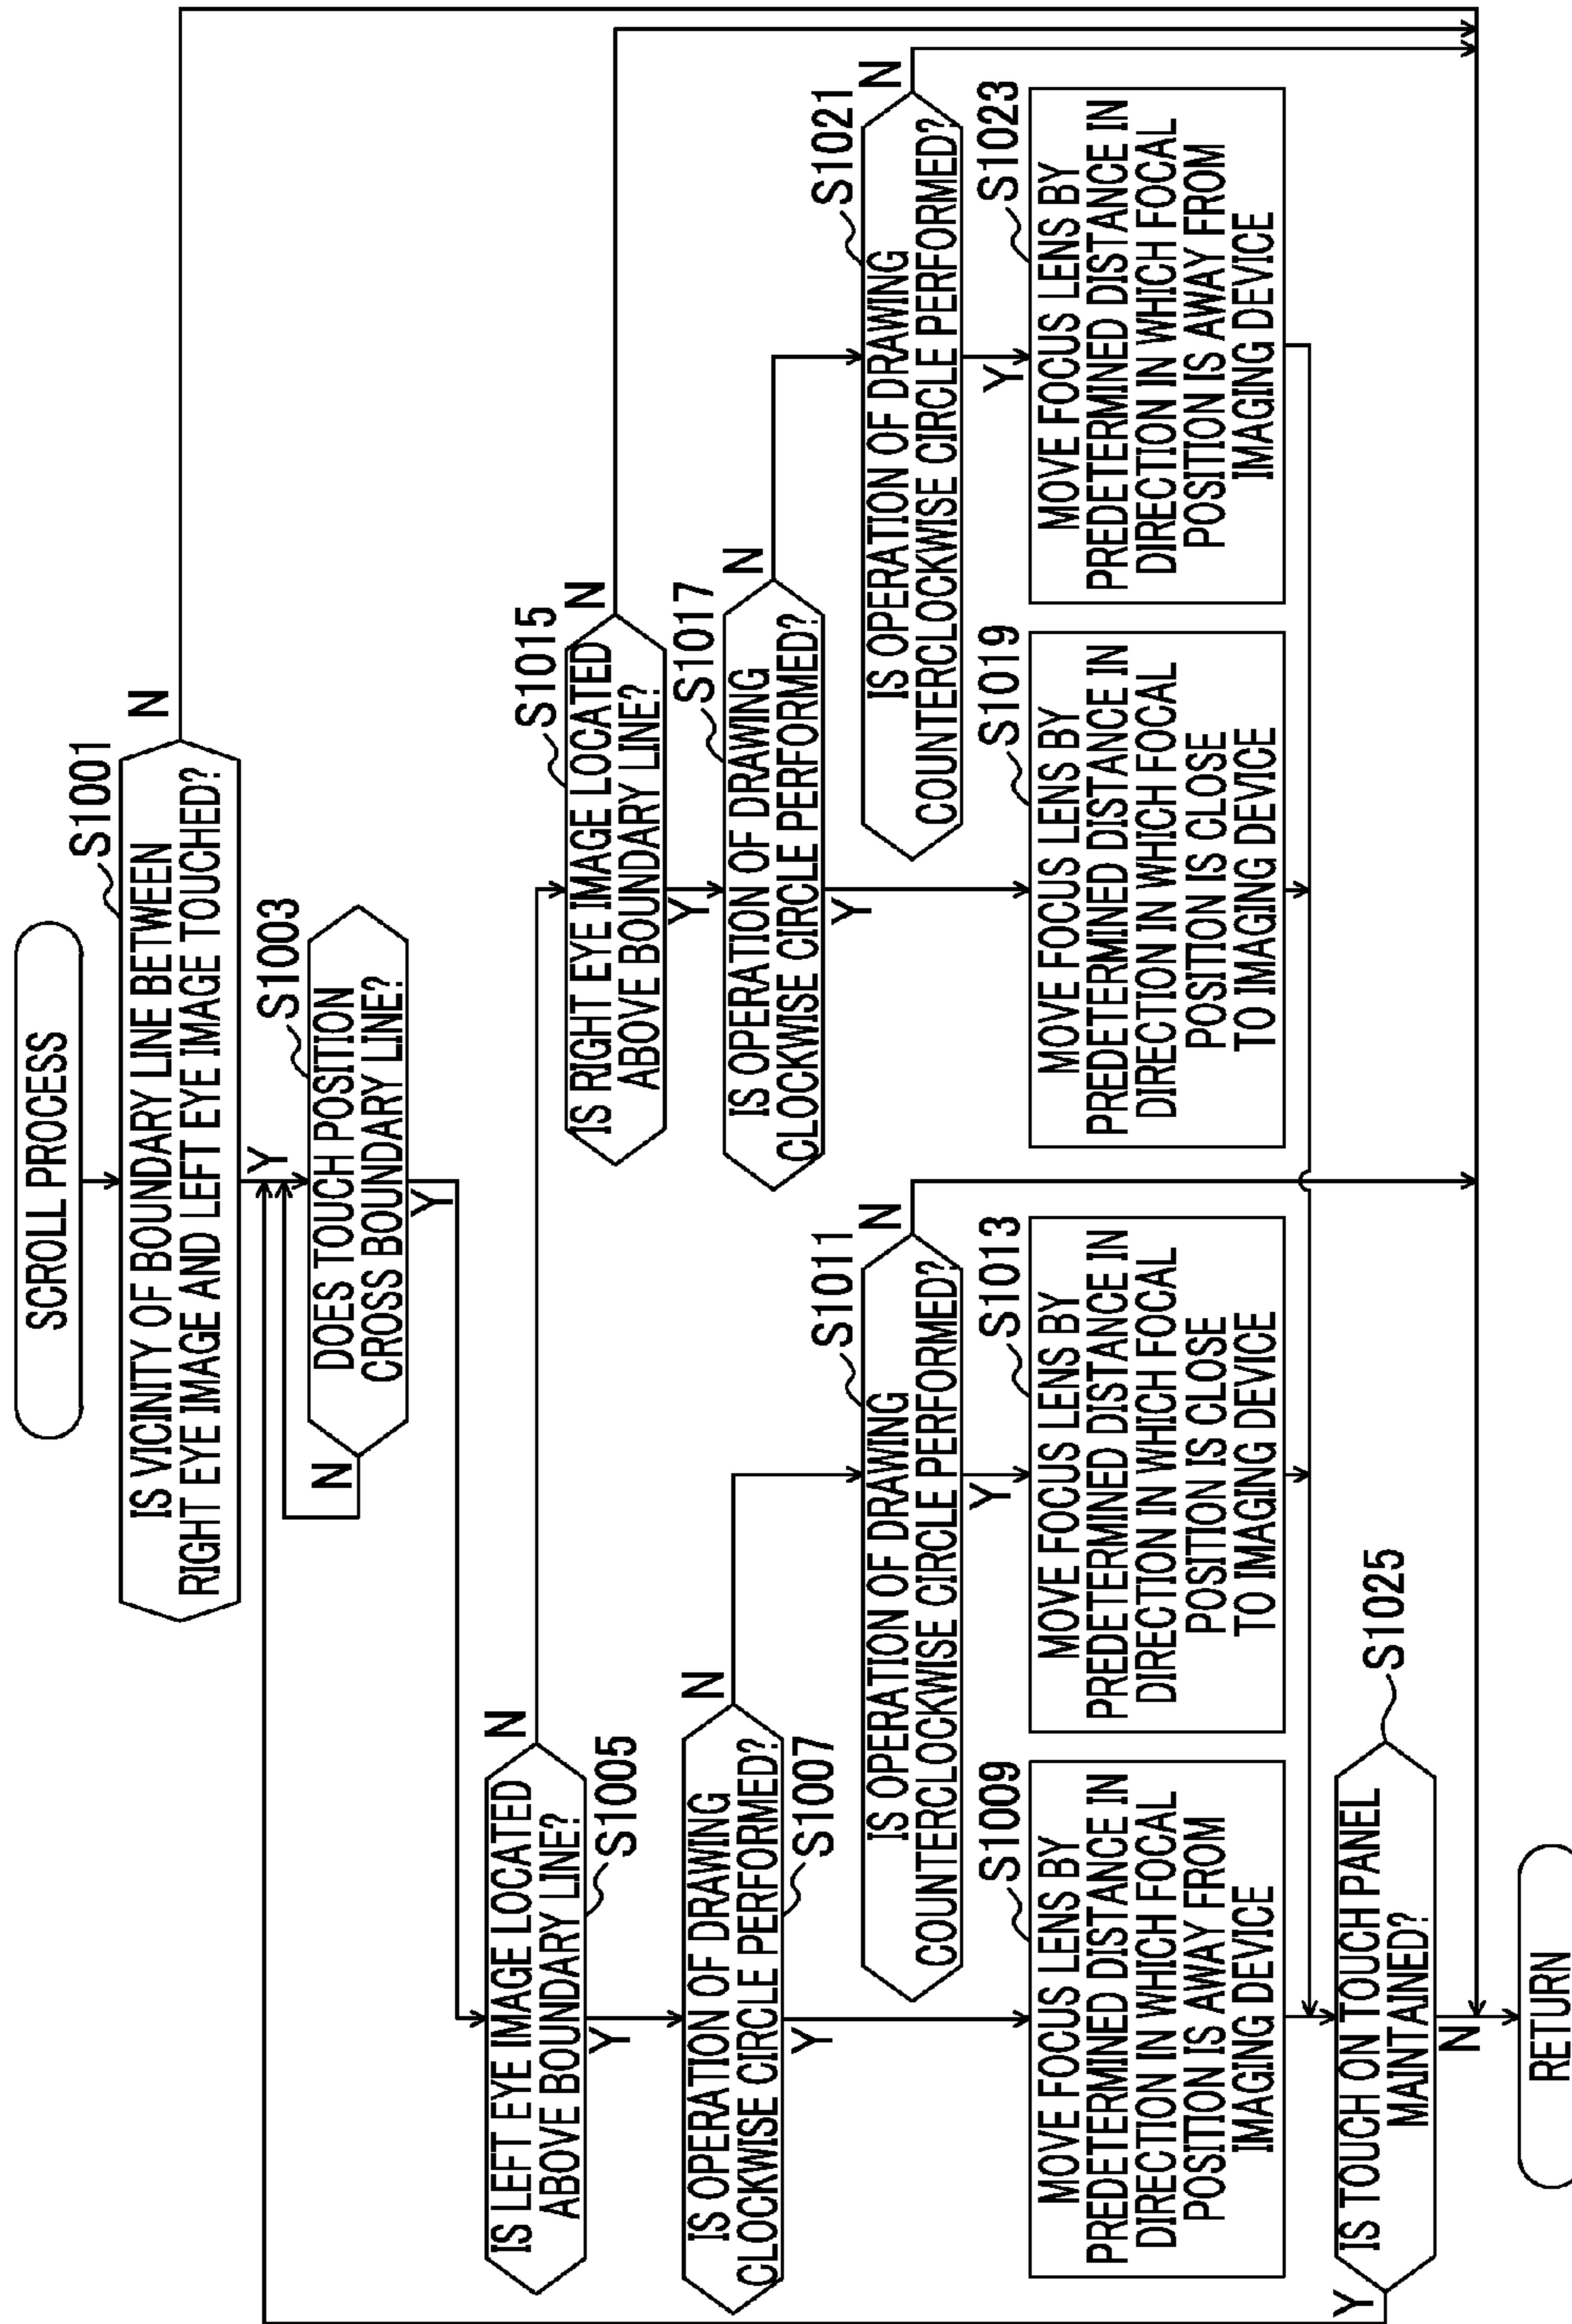 SCROLL PROCESS
S1001
IS VICINITY OF BOUNDARY LINE BETWEEN
RIGHT EYE IMAGE AND LEFT EYE IMAGE TOUCHED?
N
Y
S1003
DOES TOUCH POSITION
CROSS BOUNDARY LINE?
N
Y
IS LEFT EYE IMAGE LOCATED
ABOVE BOUNDARY LINE?
N
S1005
Y
IS OPERATION OF DRAWING
CLOCKWISE CIRCLE PERFORMED?
N
S1007
Y
S1009
MOVE FOCUS LENS BY
PREDETERMINED DISTANCE IN
DIRECTION IN WHICH FOCAL
POSITION IS AWAY FROM
IMAGING DEVICE
S1011
IS OPERATION OF DRAWING
COUNTERCLOCKWISE CIRCLE PERFORMED?
N
Y
S1013
MOVE FOCUS LENS BY
PREDETERMINED DISTANCE IN
DIRECTION IN WHICH FOCAL
POSITION IS CLOSE
TO IMAGING DEVICE
S1015
IS RIGHT EYE IMAGE LOCATED
ABOVE BOUNDARY LINE?
N
Y
S1017
IS OPERATION OF DRAWING
CLOCKWISE CIRCLE PERFORMED?
N
Y
S1019
MOVE FOCUS LENS BY
PREDETERMINED DISTANCE IN
DIRECTION IN WHICH FOCAL
POSITION IS CLOSE
TO IMAGING DEVICE
S1021
IS OPERATION OF DRAWING
COUNTERCLOCKWISE CIRCLE PERFORMED?
N
Y
S1023
MOVE FOCUS LENS BY
PREDETERMINED DISTANCE IN
DIRECTION IN WHICH FOCAL
POSITION IS AWAY FROM
IMAGING DEVICE
S1025
IS TOUCH ON TOUCH PANEL
MAINTAINED?
Y
N
RETURN